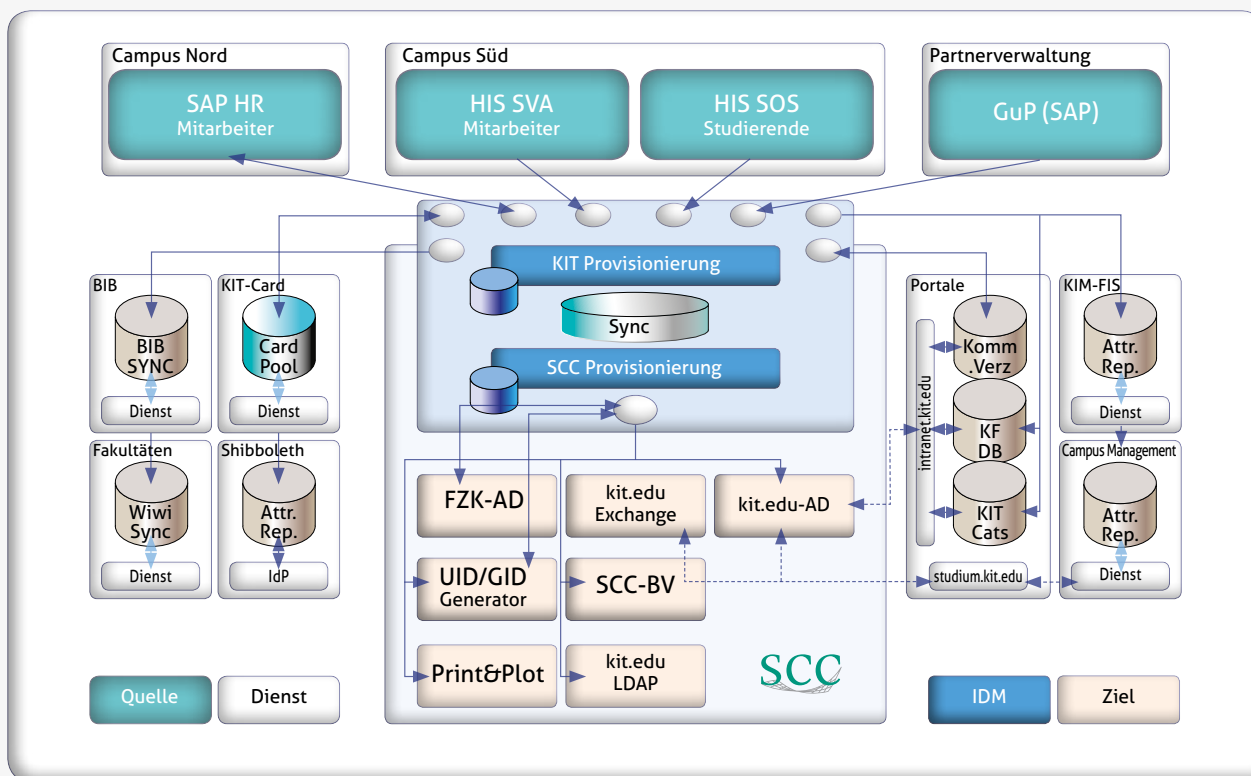 Campus Nord
SAP HR
Mitarbeiter
Campus Süd
HIS SVA
Mitarbeiter
HIS SOS
Studierende
Partnerverwaltung
GuP (SAP)
KIT Provisionierung
Sync
SCC Provisionierung
BIB
BIB
SYNC
Dienst
KIT-Card
Card
Pool
Dienst
Fakultäten
Wiwi
Sync
Dienst
Shibboleth
Attr.
Rep.
IdP
FZK-AD
kit.edu
Exchange
kit.edu-AD
UID/GID
Generator
SCC-BV
Print&Plot
kit.edu
LDAP
SCC
Portale
intranet.kit.edu
Komm
.Verz
KF
DB
KIT
Cats
studium.kit.edu
KIM-FIS
Attr.
Rep.
Dienst
Campus Management
Attr.
Rep.
Dienst
Quelle
Dienst
IDM
Ziel